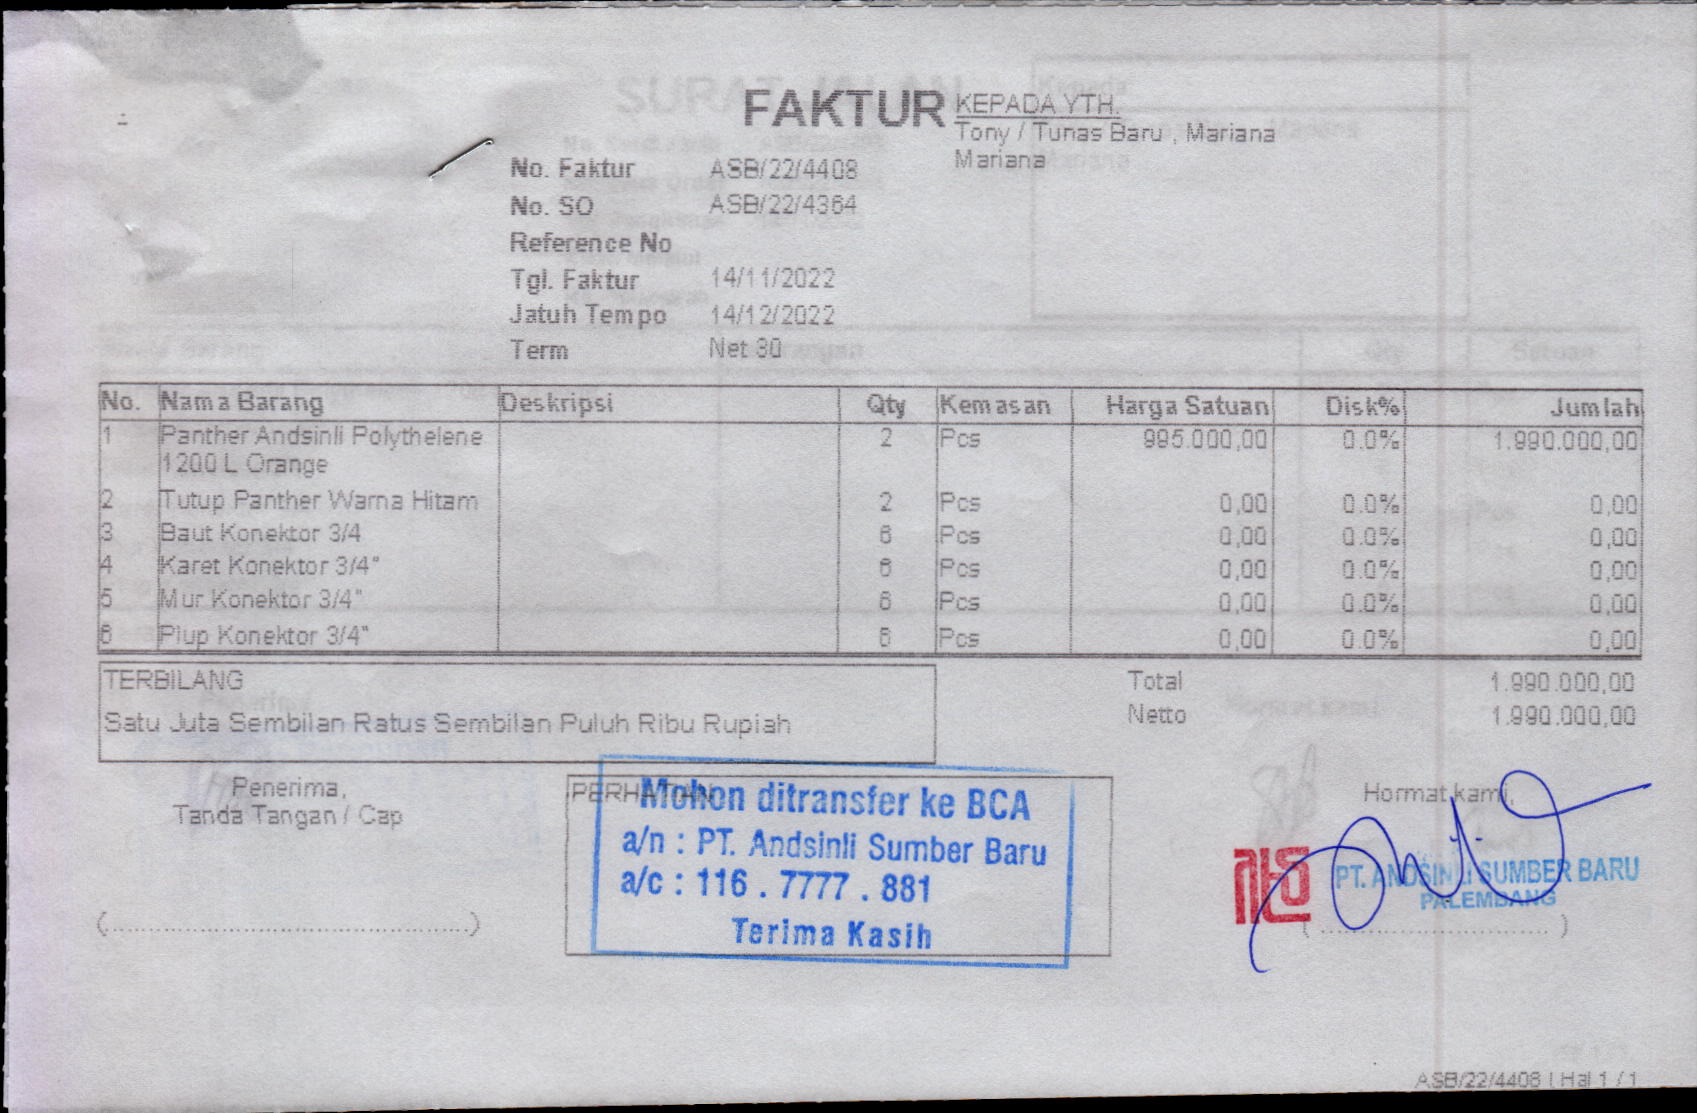 FAKTUR
KEPADA YTH.
Tony / Tunas Baru , Mariana
Mariana
No. Faktur ASB/22/4408
No. SO ASB/22/4364
Reference No
Tgl. Faktur 14/11/2022
Jatuh Tempo 14/12/2022
Term Net 30
No. Nama Barang Deskripsi Qty Kemasan Harga Satuan Disk% Jumlah
1 Panther Andsinli Polythelene 2 Pcs 995.000,00 0.0% 1.990.000,00
1200 L Orange
2 Tutup Panther Warna Hitam 2 Pcs 0,00 0.0% 0,00
3 Baut Konektor 3/4 6 Pcs 0,00 0.0% 0,00
4 Karet Konektor 3/4" 6 Pcs 0,00 0.0% 0,00
5 Mur Konektor 3/4" 6 Pcs 0,00 0.0% 0,00
6 Plup Konektor 3/4" 6 Pcs 0,00 0.0% 0,00
TERBILANG
Satu Juta Sembilan Ratus Sembilan Puluh Ribu Rupiah
Total 1.990.000,00
Netto 1.990.000,00
Penerima,
Tanda Tangan / Cap
PERHATIAN
Mohon ditransfer ke BCA
a/n : PT. Andsinli Sumber Baru
a/c : 116 . 7777 . 881
Terima Kasih
Hormat kami,
PT. ANDSINLI SUMBER BARU
PALEMBANG
ASB/22/4408 | Hal 1 / 1